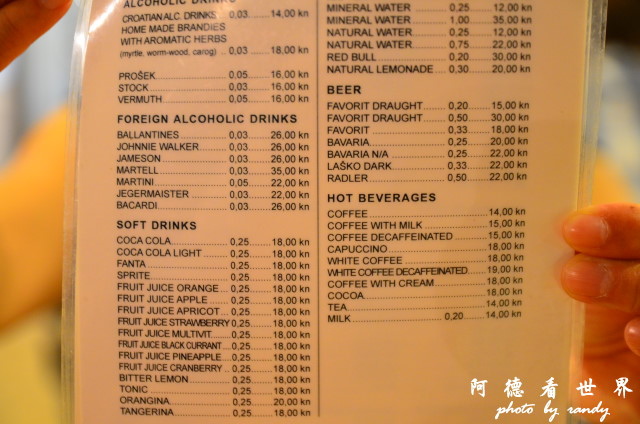 ALCOHOLIC DRINKS
CROATIAN ALC. DRINKS 0,03 14,00 kn
HOME MADE BRANDIES
WITH AROMATIC HERBS
(myrtle, worm-wood, carog) 0,03 18,00 kn
PROŠEK 0,05 16,00 kn
STOCK 0,03 16,00 kn
VERMUTH 0,05 16,00 kn
FOREIGN ALCOHOLIC DRINKS
BALLANTINES 0,03 26,00 kn
JOHNNIE WALKER 0,03 26,00 kn
JAMESON 0,03 26,00 kn
MARTELL 0,03 35,00 kn
MARTINI 0,05 22,00 kn
JEGERMAISTER 0,03 22,00 kn
BACARDI 0,03 26,00 kn
SOFT DRINKS
COCA COLA 0,25 18,00 kn
COCA COLA LIGHT 0,25 18,00 kn
FANTA 0,25 18,00 kn
SPRITE 0,25 18,00 kn
FRUIT JUICE ORANGE 0,25 18,00 kn
FRUIT JUICE APPLE 0,25 18,00 kn
FRUIT JUICE APRICOT 0,25 18,00 kn
FRUIT JUICE STRAWBERRY 0,25 18,00 kn
FRUIT JUICE MULTIVIT. 0,25 18,00 kn
FRUIT JUICE BLACK CURRANT 0,25 18,00 kn
FRUIT JUICE PINEAPPLE 0,25 18,00 kn
FRUIT JUICE CRANBERRY 0,25 18,00 kn
BITTER LEMON 0,25 18,00 kn
TONIC 0,25 18,00 kn
ORANGINA 0,25 20,00 kn
TANGERINA 0,25 18,00 kn
MINERAL WATER 0,25 12,00 kn
MINERAL WATER 1,00 35,00 kn
NATURAL WATER 0,25 12,00 kn
NATURAL WATER 0,75 22,00 kn
RED BULL 0,20 30,00 kn
NATURAL LEMONADE 0,30 20,00 kn
BEER
FAVORIT DRAUGHT 0,20 15,00 kn
FAVORIT DRAUGHT 0,50 30,00 kn
FAVORIT 0,33 18,00 kn
BAVARIA 0,25 20,00 kn
BAVARIA N/A 0,25 22,00 kn
LAŠKO DARK 0,33 22,00 kn
RADLER 0,50 22,00 kn
HOT BEVERAGES
COFFEE 14,00 kn
COFFEE WITH MILK 15,00 kn
COFFEE DECAFFEINATED 15,00 kn
CAPUCCINO 18,00 kn
WHITE COFFEE 18,00 kn
WHITE COFFEE DECAFFEINATED 19,00 kn
COFFEE WITH CREAM 18,00 kn
COCOA 18,00 kn
TEA 14,00 kn
MILK 0,20 14,00 kn
阿德看世界
photo by randy